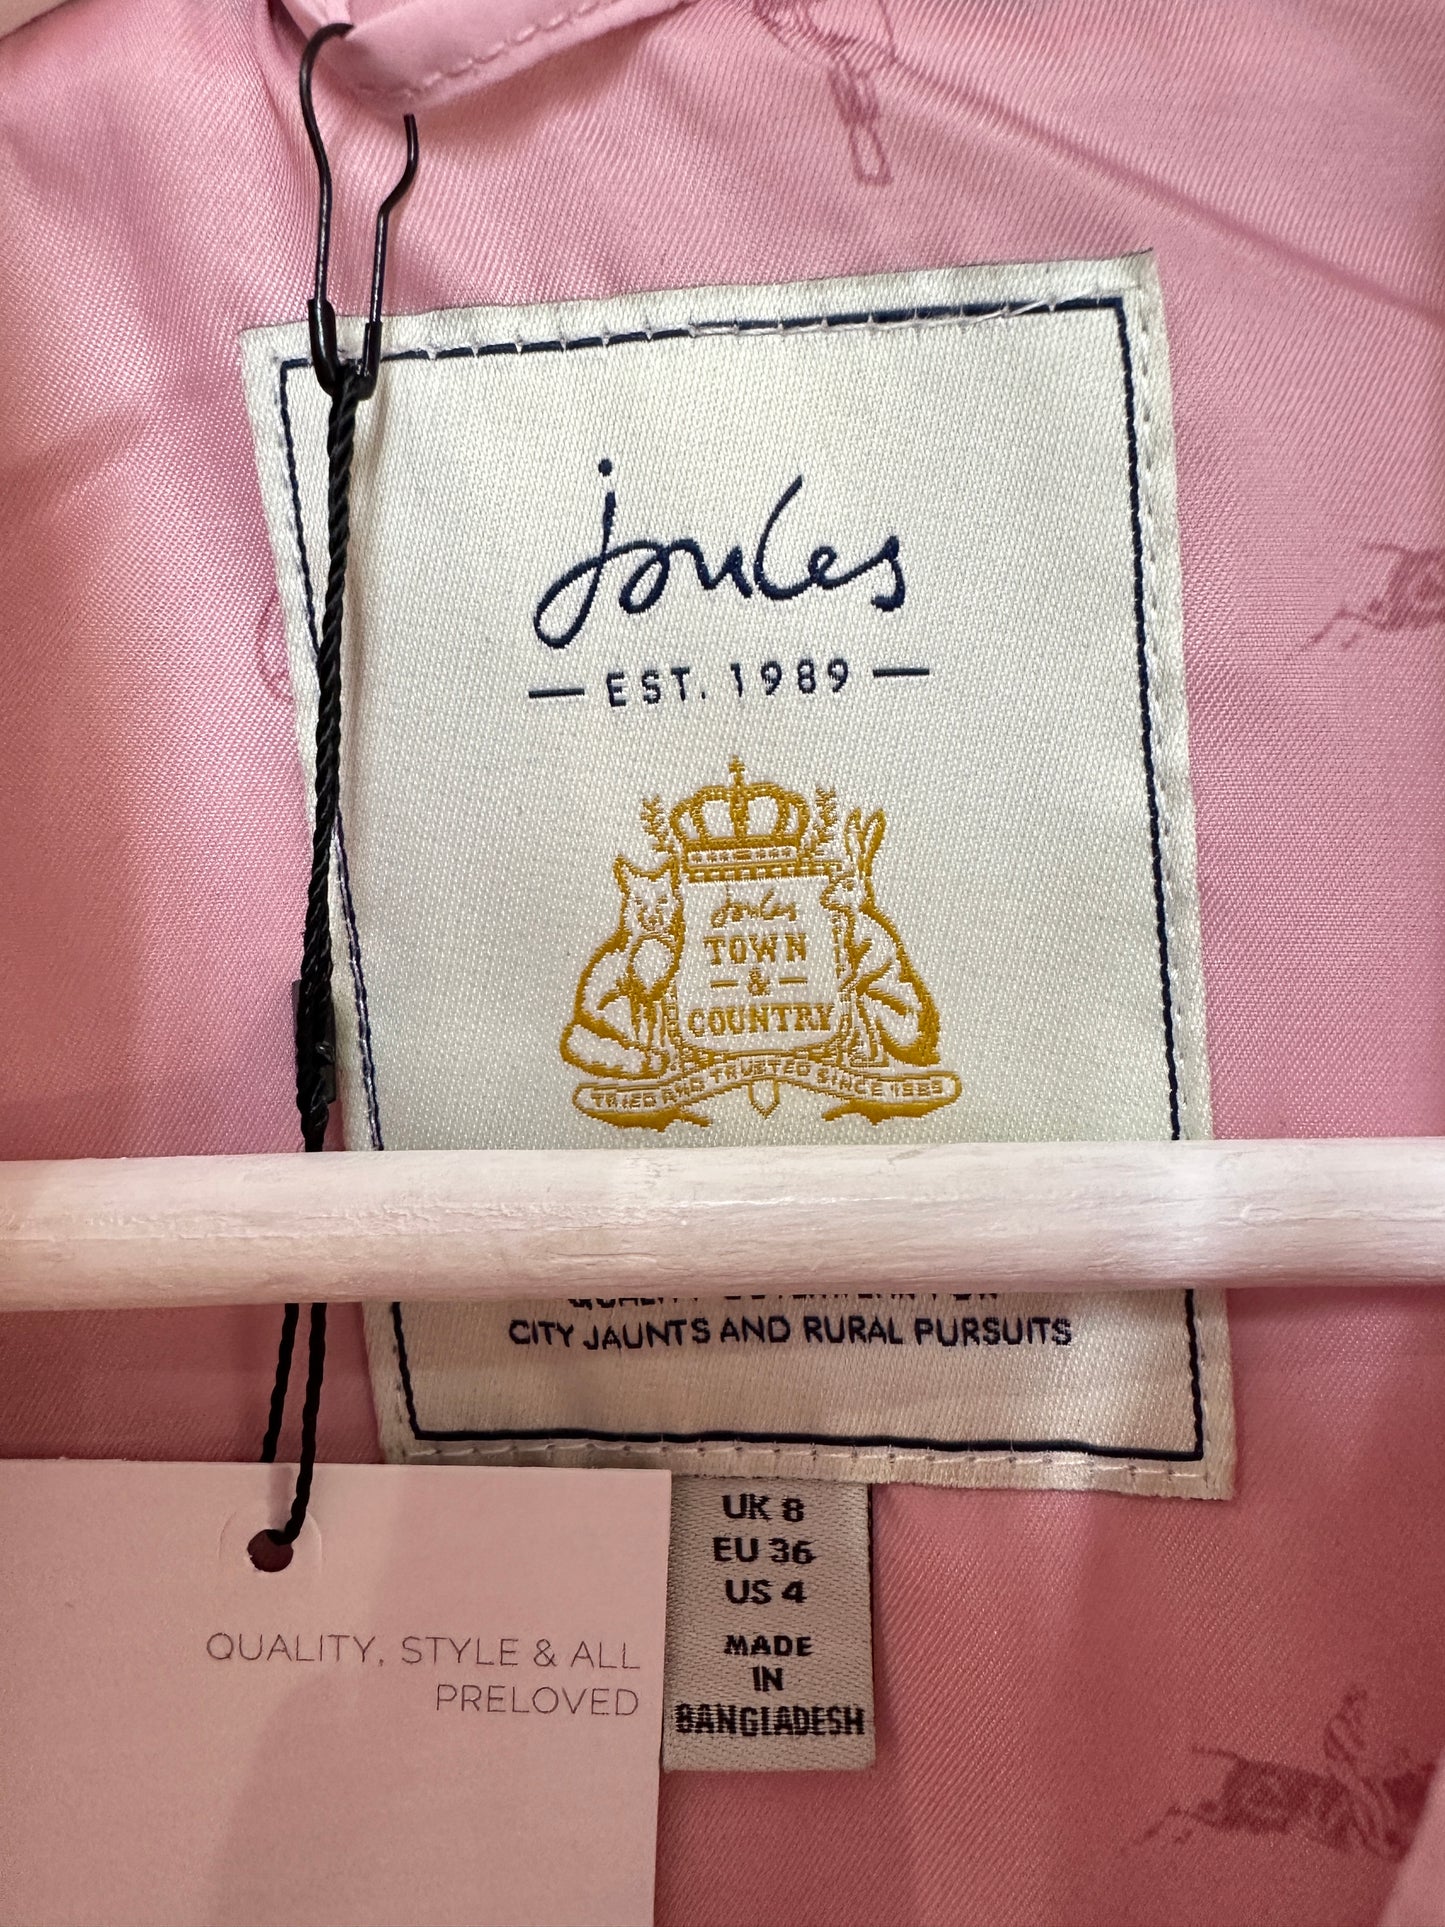 joules
EST. 1989
joules
TOWN
&
COUNTRY
TRIED AND TRUSTED SINCE 1989
CITY JAUNTS AND RURAL PURSUITS
UK 8
EU 36
US 4
MADE
IN
BANGLADESH
QUALITY, STYLE & ALL
PRELOVED